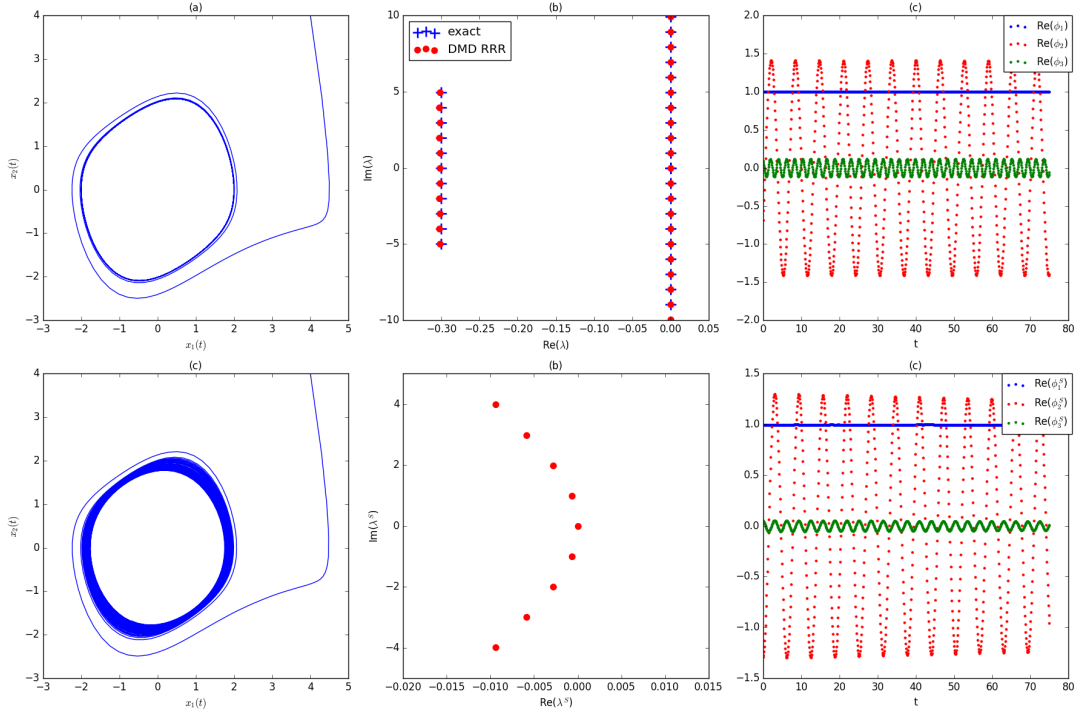 (a)
4
3
2
1
0
−1
−2
−3
−3 −2 −1 0 1 2 3 4 5
x₂(t)
x₁(t)
(b)
10
5
0
−5
−10
−0.30 −0.25 −0.20 −0.15 −0.10 −0.05 0.00 0.05
Im(λ)
Re(λ)
exact
DMD RRR
(c)
2.0
1.5
1.0
0.5
0.0
−0.5
−1.0
−1.5
−2.0
0 10 20 30 40 50 60 70 80
t
Re(ϕ₁)
Re(ϕ₂)
Re(ϕ₃)
(c)
4
3
2
1
0
−1
−2
−3
−3 −2 −1 0 1 2 3 4 5
x₂(t)
x₁(t)
(b)
4
2
0
−2
−4
−0.020 −0.015 −0.010 −0.005 0.000 0.005 0.010 0.015
Im(λˢ)
Re(λˢ)
(c)
1.5
1.0
0.5
0.0
−0.5
−1.0
−1.5
0 10 20 30 40 50 60 70 80
t
Re(ϕ₁ˢ)
Re(ϕ₂ˢ)
Re(ϕ₃ˢ)